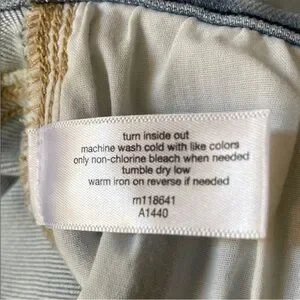 turn inside out
machine wash cold with like colors
only non-chlorine bleach when needed
tumble dry low
warm iron on reverse if needed
m118641
A1440